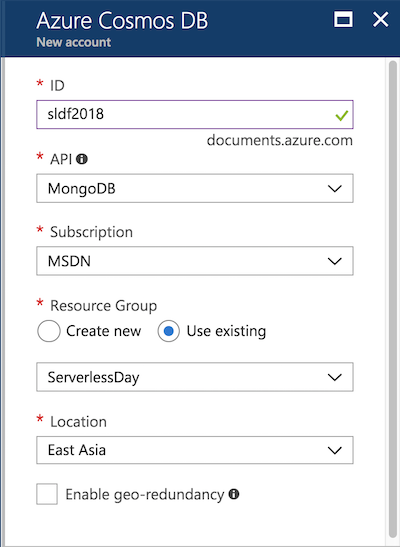 Azure Cosmos DB
New account
* ID
sldf2018
documents.azure.com
* API
MongoDB
* Subscription
MSDN
* Resource Group
Create new Use existing
ServerlessDay
* Location
East Asia
Enable geo-redundancy